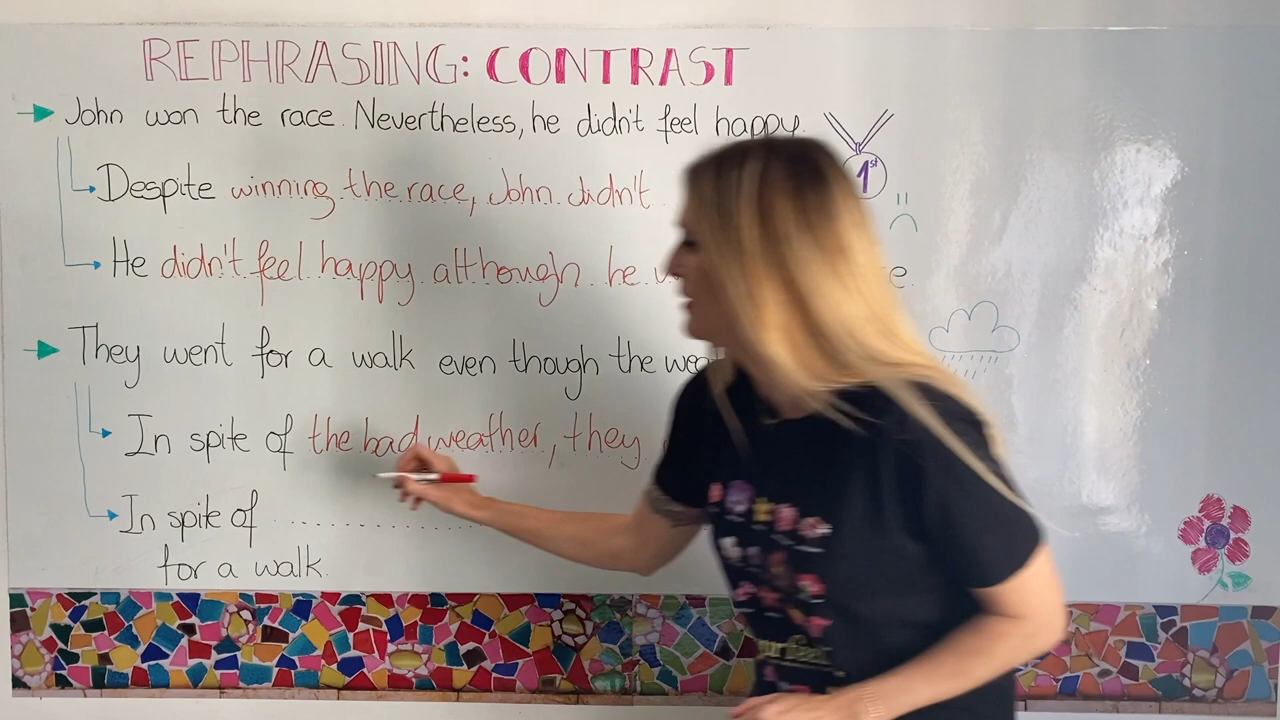 REPHRASING: CONTRAST
John won the race. Nevertheless, he didn't feel happy.
1st
Despite winning the race, John didn't
He didn't feel happy although he
They went for a walk even though the
In spite of the bad weather, they
In spite of ....................
for a walk.